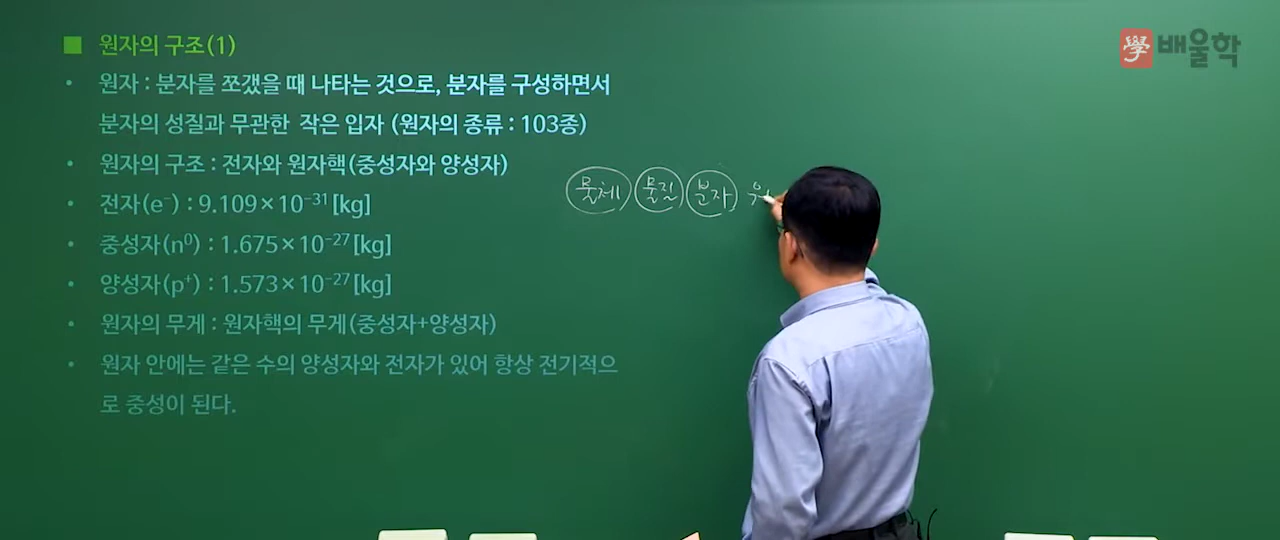 원자의 구조(1)
學 배울학
• 원자 : 분자를 쪼갰을 때 나타는 것으로, 분자를 구성하면서
분자의 성질과 무관한 작은 입자 (원자의 종류 : 103종)
• 원자의 구조 : 전자와 원자핵(중성자와 양성자)
• 전자(e⁻) : 9.109×10⁻³¹[kg]
• 중성자(n⁰) : 1.675×10⁻²⁷[kg]
• 양성자(p⁺) : 1.573×10⁻²⁷[kg]
• 원자의 무게 : 원자핵의 무게(중성자+양성자)
• 원자 안에는 같은 수의 양성자와 전자가 있어 항상 전기적으
로 중성이 된다.
물체 물질 분자